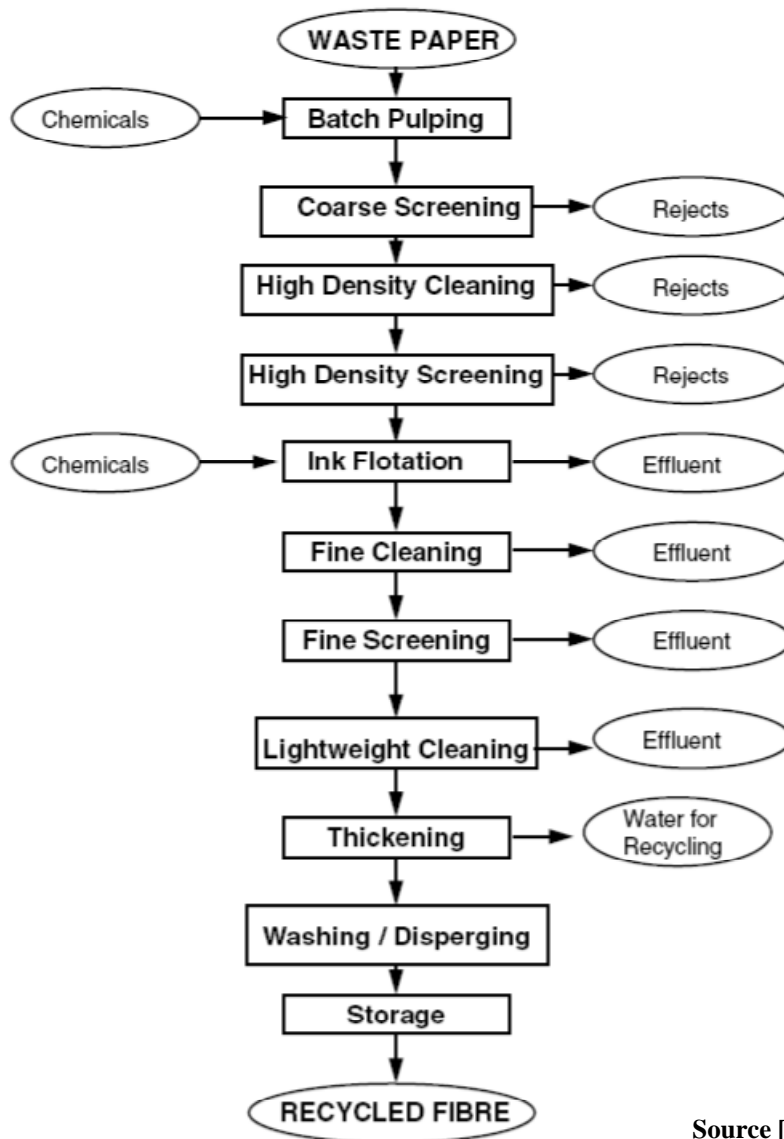 WASTE PAPER
Chemicals
Batch Pulping
Coarse Screening
Rejects
High Density Cleaning
Rejects
High Density Screening
Rejects
Chemicals
Ink Flotation
Effluent
Fine Cleaning
Effluent
Fine Screening
Effluent
Lightweight Cleaning
Effluent
Thickening
Water for
Recycling
Washing / Disperging
Storage
RECYCLED FIBRE
Source [